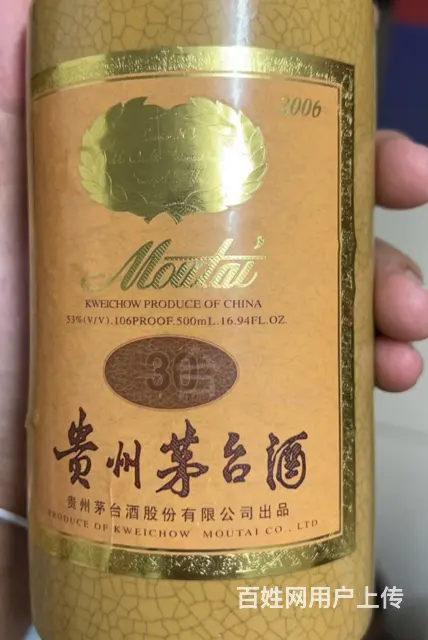 2006
Moutai
KWEICHOW PRODUCE OF CHINA
53%(V/V).106PROOF.500mL.16.94FL.OZ
30
贵州茅台酒
贵州茅台酒股份有限公司出品
PRODUCE OF KWEICHOW MOUTAI CO., LTD
百姓网用户上传